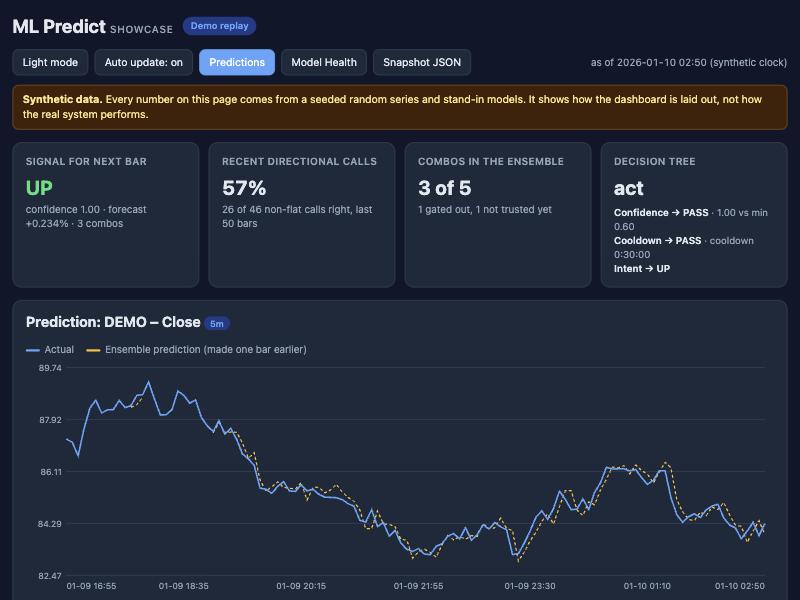 ML Predict SHOWCASE Demo replay
Light mode Auto update: on Predictions Model Health Snapshot JSON as of 2026-01-10 02:50 (synthetic clock)
Synthetic data. Every number on this page comes from a seeded random series and stand-in models. It shows how the dashboard is laid out, not how
the real system performs.
SIGNAL FOR NEXT BAR
UP
confidence 1.00 · forecast
+0.234% · 3 combos
RECENT DIRECTIONAL CALLS
57%
26 of 46 non-flat calls right, last
50 bars
COMBOS IN THE ENSEMBLE
3 of 5
1 gated out, 1 not trusted yet
DECISION TREE
act
Confidence → PASS · 1.00 vs min
0.60
Cooldown → PASS · cooldown
0:30:00
Intent → UP
Prediction: DEMO – Close 5m
Actual Ensemble prediction (made one bar earlier)
89.74
87.92
86.11
84.29
82.47
01-09 16:55 01-09 18:35 01-09 20:15 01-09 21:55 01-09 23:30 01-10 01:10 01-10 02:50